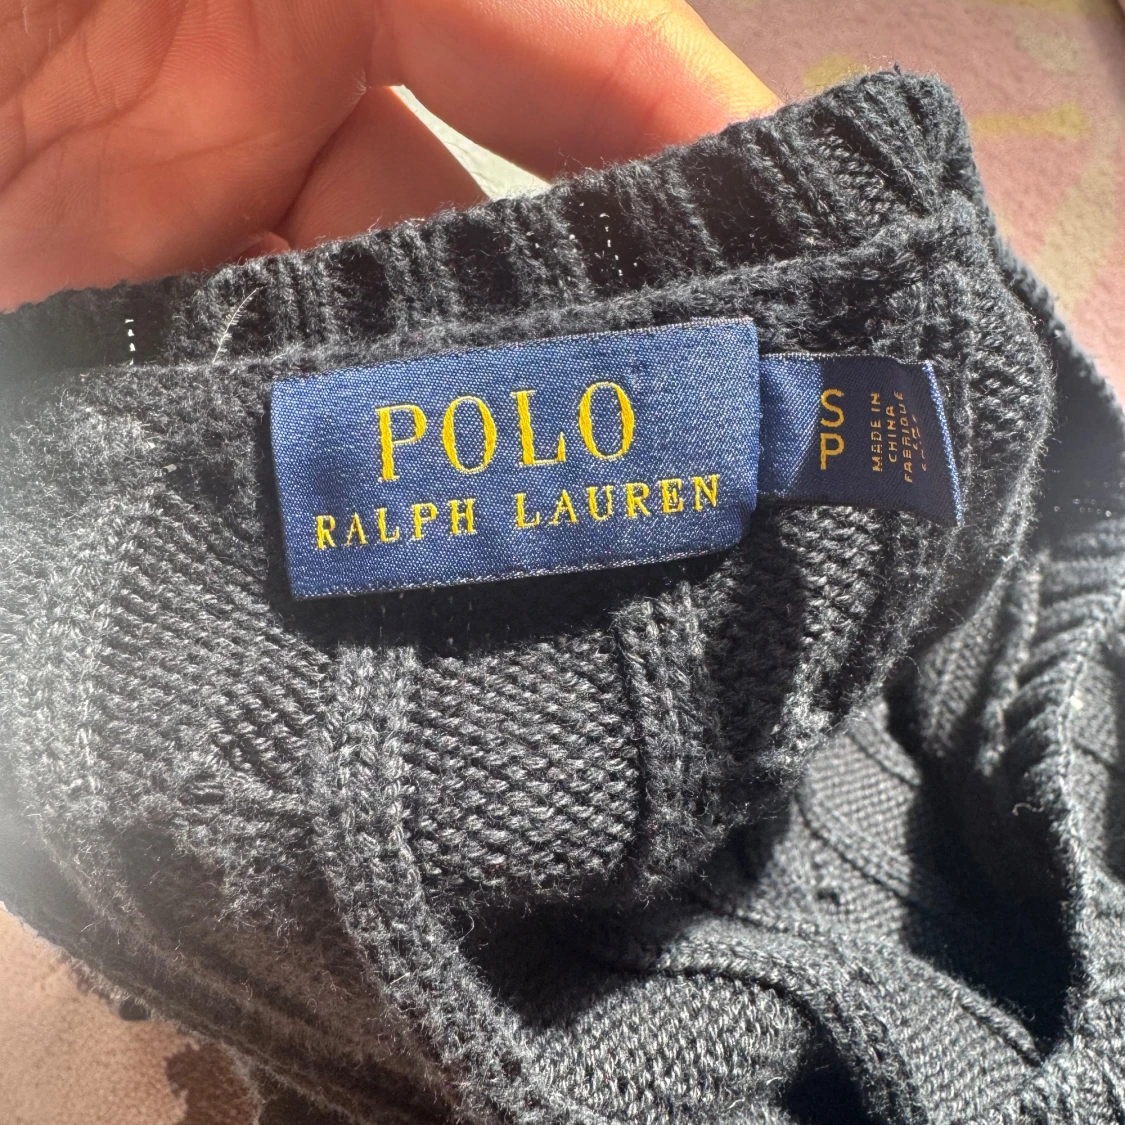 POLO
RALPH LAUREN
S
P
MADE IN
CHINA
FABRIQUÉ